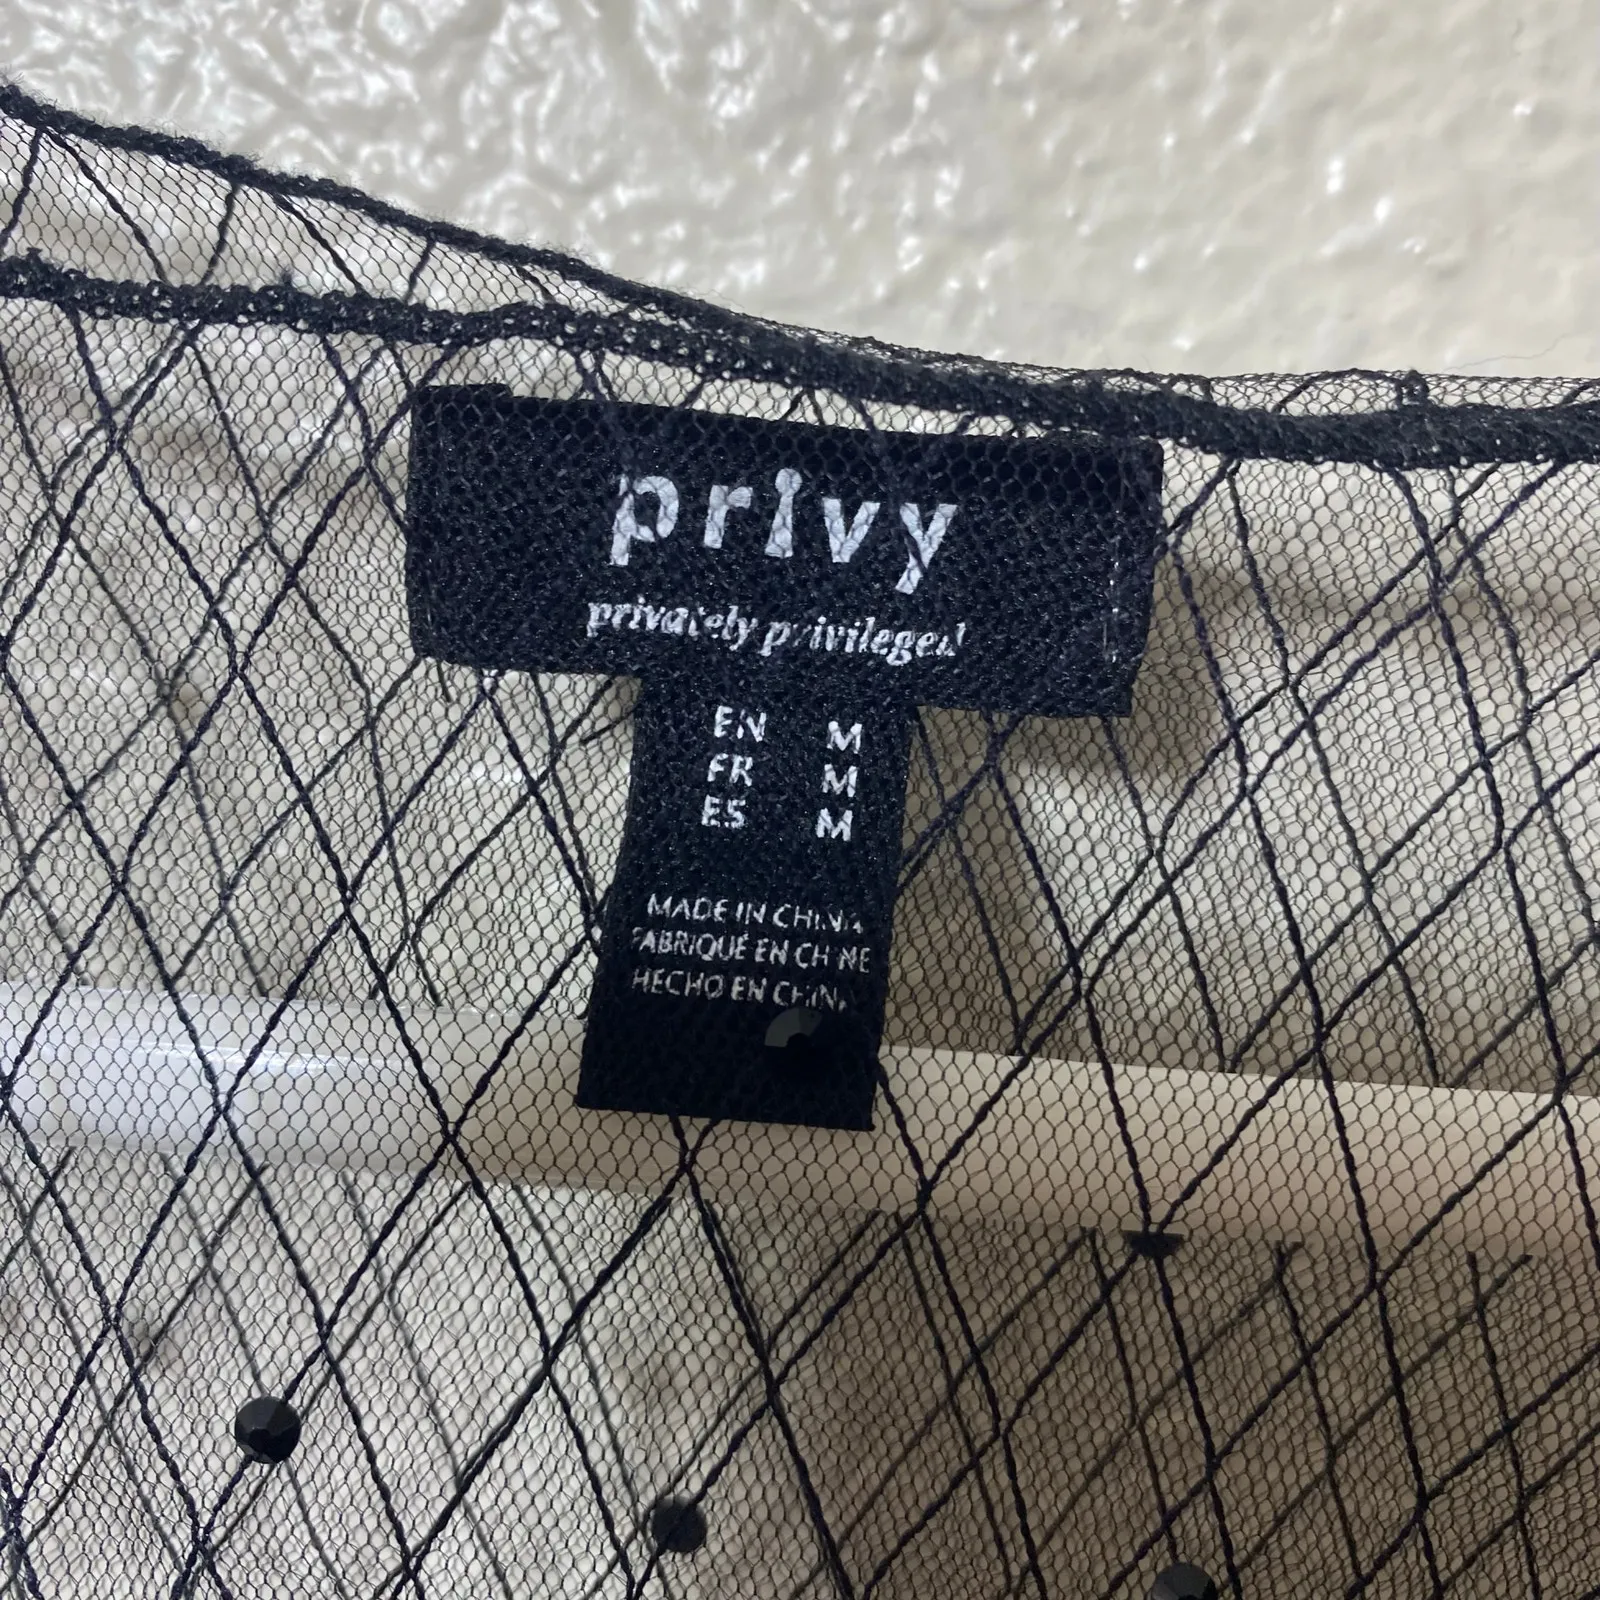 privy
privately privileged
EN M
FR M
ES M
MADE IN CHINA
FABRIQUÉ EN CHINE
HECHO EN CHINA